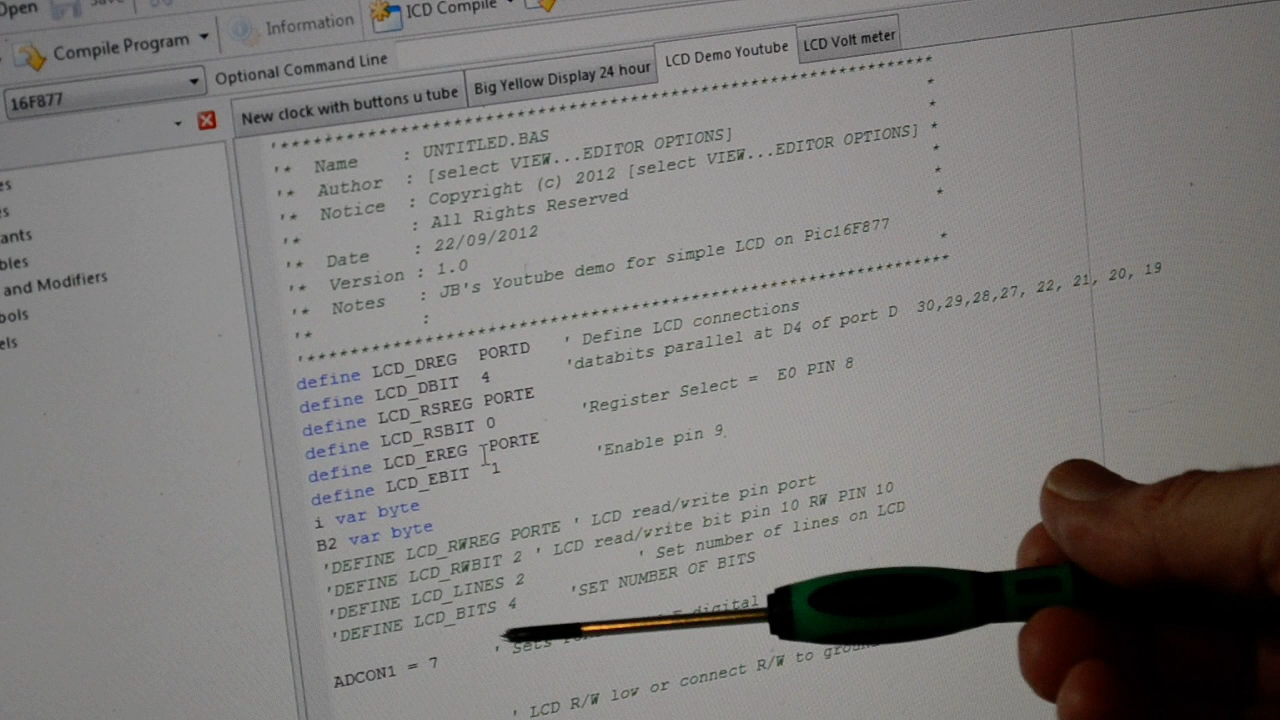 Open
Save
Compile Program
Information
ICD Compile
16F877
Optional Command Line
New clock with buttons u tube
Big Yellow Display 24 hour
LCD Demo Youtube
LCD Volt meter
and Modifiers
'****************************************************************
'* Name : UNTITLED.BAS *
'* Author : [select VIEW...EDITOR OPTIONS] *
'* Notice : Copyright (c) 2012 [select VIEW...EDITOR OPTIONS] *
'* : All Rights Reserved *
'* Date : 22/09/2012 *
'* Version : 1.0
'* Notes : JB's Youtube demo for simple LCD on Pic16F877
'* : *
'****************************************************************
define LCD_DREG PORTD ' Define LCD connections
define LCD_DBIT 4 'databits parallel at D4 of port D 30,29,28,27, 22, 21, 20, 19
define LCD_RSREG PORTE
define LCD_RSBIT 0 'Register Select = E0 PIN 8
define LCD_EREG PORTE
define LCD_EBIT 1 'Enable pin 9
i var byte
B2 var byte
'DEFINE LCD_RWREG PORTE ' LCD read/write pin port
'DEFINE LCD_RWBIT 2 ' LCD read/write bit pin 10 RW PIN 10
'DEFINE LCD_LINES 2 ' Set number of lines on LCD
'DEFINE LCD_BITS 4 'SET NUMBER OF BITS
ADCON1 = 7 ' Sets = digital
' LCD R/W low or connect R/W to ground